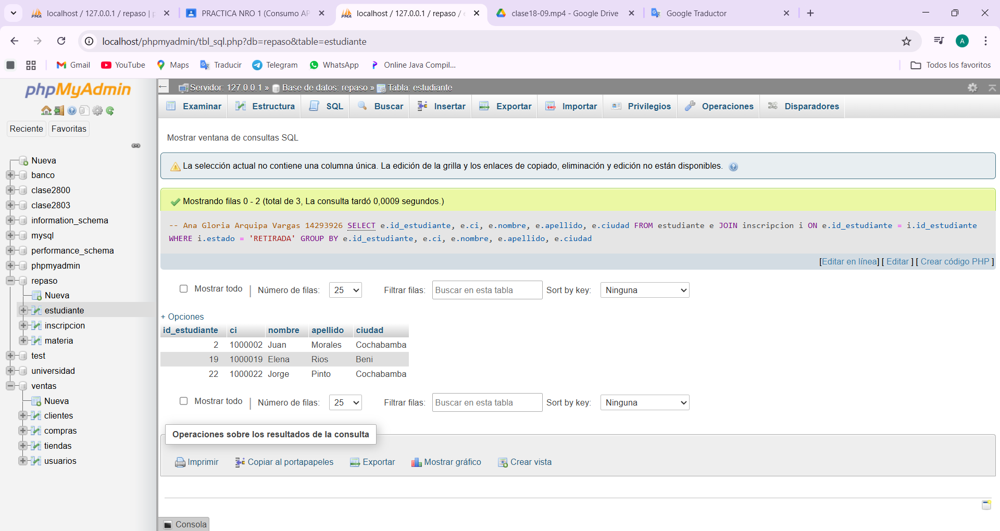 localhost / 127.0.0.1 / repaso | p
PRACTICA NRO 1 (Consumo AP
localhost / 127.0.0.1 / repaso / e
clase18-09.mp4 - Google Drive
Google Traductor
localhost/phpmyadmin/tbl_sql.php?db=repaso&table=estudiante
A
Gmail
YouTube
Maps
Traducir
Telegram
WhatsApp
Online Java Compil...
Todos los favoritos
phpMyAdmin
Reciente
Favoritas
Nueva
banco
clase2800
clase2803
information_schema
mysql
performance_schema
phpmyadmin
repaso
Nueva
estudiante
inscripcion
materia
test
universidad
ventas
Nueva
clientes
compras
tiendas
usuarios
Servidor: 127.0.0.1 » Base de datos: repaso » Tabla: estudiante
Examinar
Estructura
SQL
Buscar
Insertar
Exportar
Importar
Privilegios
Operaciones
Disparadores
Mostrar ventana de consultas SQL
La selección actual no contiene una columna única. La edición de la grilla y los enlaces de copiado, eliminación y edición no están disponibles.
Mostrando filas 0 - 2 (total de 3, La consulta tardó 0,0009 segundos.)
-- Ana Gloria Arquipa Vargas 14293926 SELECT e.id_estudiante, e.ci, e.nombre, e.apellido, e.ciudad FROM estudiante e JOIN inscripcion i ON e.id_estudiante = i.id_estudiante
WHERE i.estado = 'RETIRADA' GROUP BY e.id_estudiante, e.ci, e.nombre, e.apellido, e.ciudad
[Editar en línea] [ Editar ] [ Crear código PHP ]
Mostrar todo | Número de filas: 25 Filtrar filas: Buscar en esta tabla Sort by key: Ninguna
+ Opciones
id_estudiante ci nombre apellido ciudad
2 1000002 Juan Morales Cochabamba
19 1000019 Elena Rios Beni
22 1000022 Jorge Pinto Cochabamba
Mostrar todo | Número de filas: 25 Filtrar filas: Buscar en esta tabla Sort by key: Ninguna
Operaciones sobre los resultados de la consulta
Imprimir
Copiar al portapapeles
Exportar
Mostrar gráfico
Crear vista
Consola